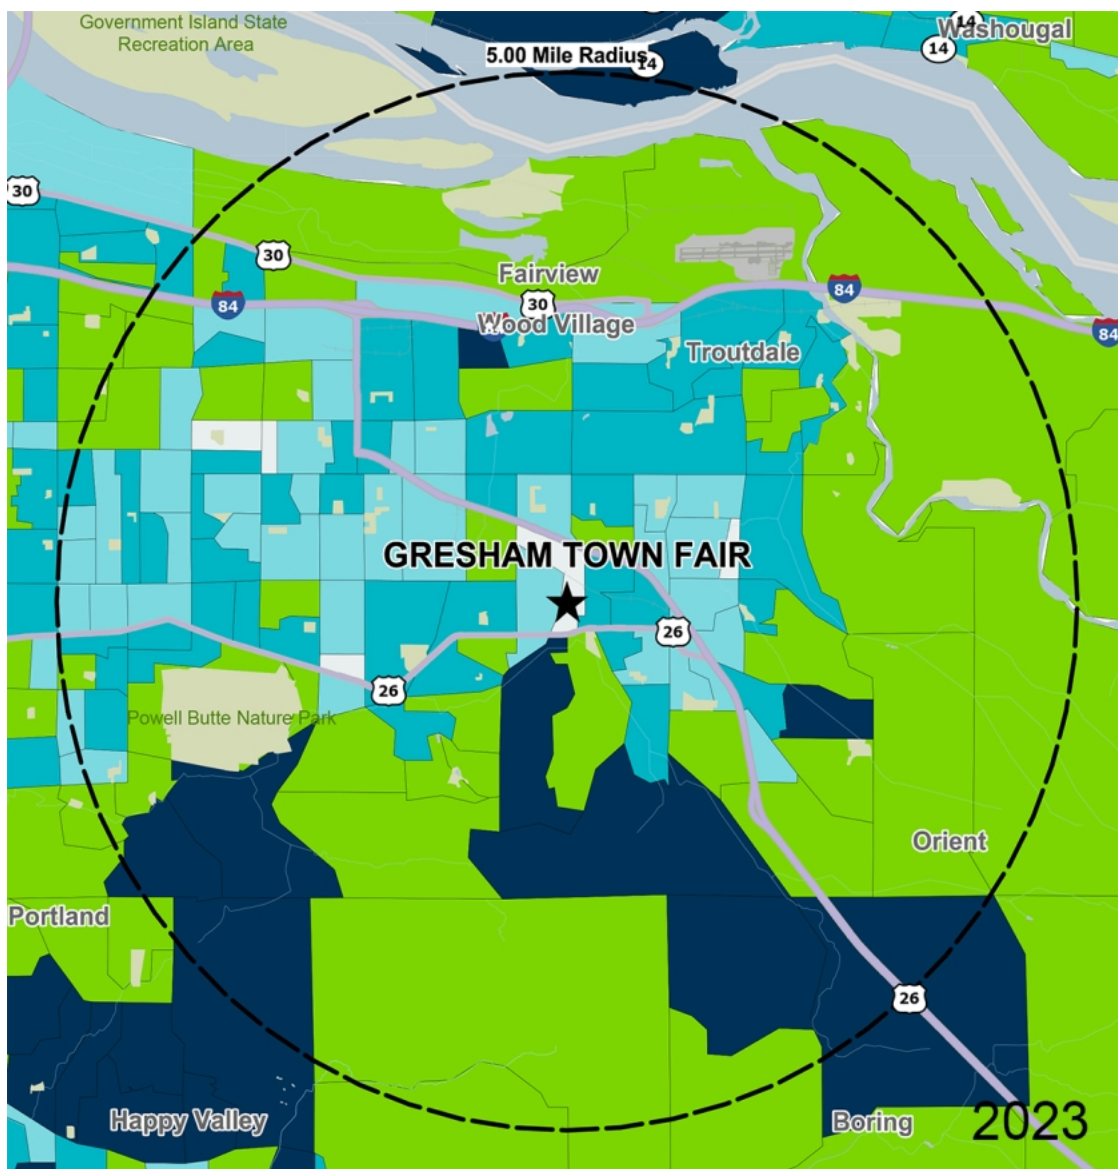 Government Island State
Recreation Area
14
Washougal
14
5.00 Mile Radius
14
30
30
Fairview
84
30
84
Wood Village
84
Troutdale
GRESHAM TOWN FAIR
26
26
Powell Butte Nature Park
Orient
Portland
26
Happy Valley
Boring
2023